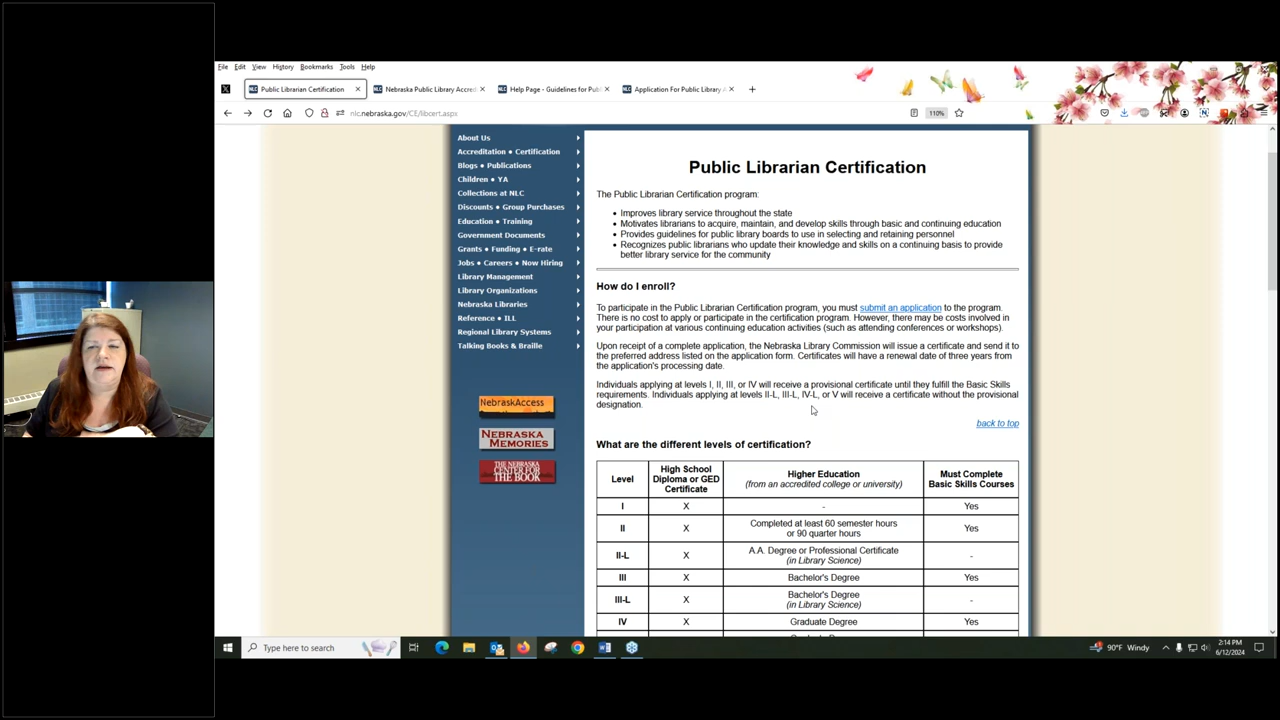 File Edit View History Bookmarks Tools Help
Public Librarian Certification
Nebraska Public Library Accred
Help Page - Guidelines for Pub
Application For Public Library A
nlc.nebraska.gov/CE/libcert.aspx
110%
About Us
Accreditation • Certification
Blogs • Publications
Children • YA
Collections at NLC
Discounts • Group Purchases
Education • Training
Government Documents
Grants • Funding • E-rate
Jobs • Careers • Now Hiring
Library Management
Library Organizations
Nebraska Libraries
Reference • ILL
Regional Library Systems
Talking Books & Braille
NebraskAccess
NEBRASKA
MEMORIES
THE NEBRASKA
CENTER FOR
THE BOOK
Public Librarian Certification
The Public Librarian Certification program:
• Improves library service throughout the state
• Motivates librarians to acquire, maintain, and develop skills through basic and continuing education
• Provides guidelines for public library boards to use in selecting and retaining personnel
• Recognizes public librarians who update their knowledge and skills on a continuing basis to provide
better library service for the community
How do I enroll?
To participate in the Public Librarian Certification program, you must submit an application to the program.
There is no cost to apply or participate in the certification program. However, there may be costs involved in
your participation at various continuing education activities (such as attending conferences or workshops).
Upon receipt of a complete application, the Nebraska Library Commission will issue a certificate and send it to
the preferred address listed on the application form. Certificates will have a renewal date of three years from
the application's processing date.
Individuals applying at levels I, II, III, or IV will receive a provisional certificate until they fulfill the Basic Skills
requirements. Individuals applying at levels II-L, III-L, IV-L, or V will receive a certificate without the provisional
designation.
back to top
What are the different levels of certification?
Level
High School
Diploma or GED
Certificate
Higher Education
(from an accredited college or university)
Must Complete
Basic Skills Courses
I X - Yes
II X Completed at least 60 semester hours
or 90 quarter hours Yes
II-L X A.A. Degree or Professional Certificate
(in Library Science) -
III X Bachelor's Degree Yes
III-L X Bachelor's Degree
(in Library Science) -
IV X Graduate Degree Yes
Type here to search
90°F Windy
2:14 PM
6/12/2024